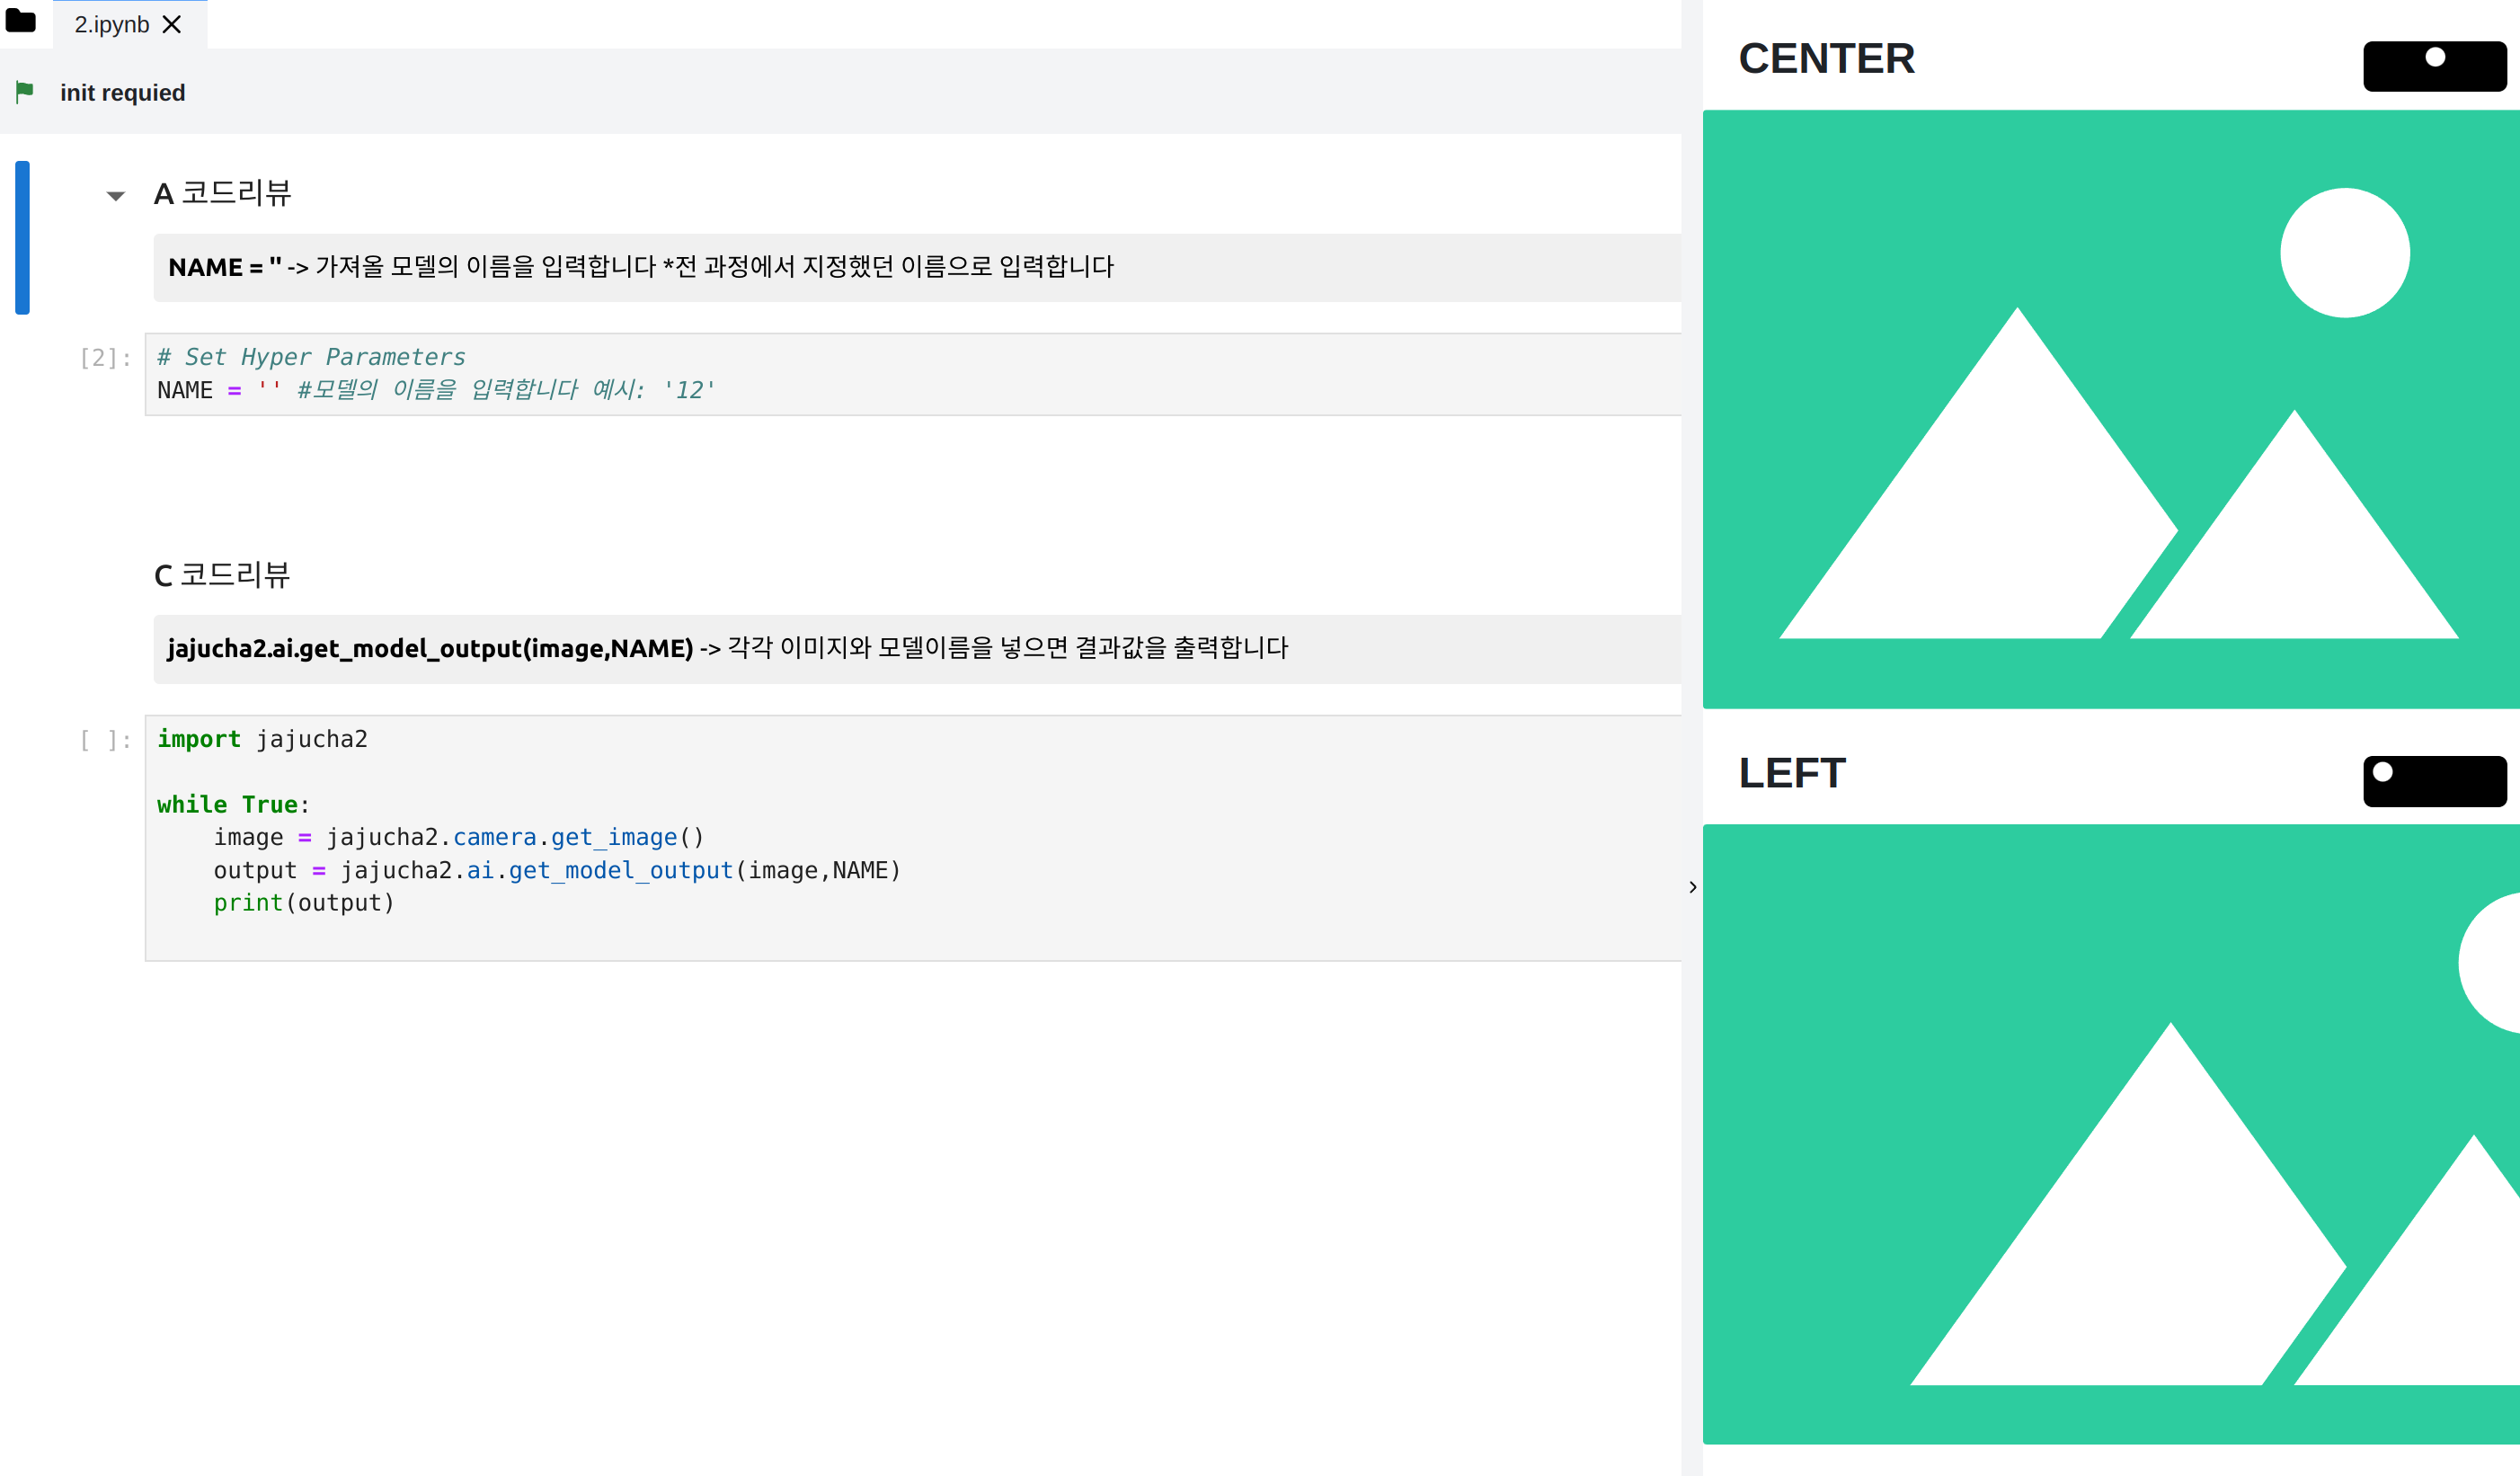 2.ipynb
init requied
A 코드리뷰
NAME = '' -> 가져올 모델의 이름을 입력합니다 *전 과정에서 지정했던 이름으로 입력합니다
[2]:
# Set Hyper Parameters
NAME = '' #모델의 이름을 입력합니다 예시: '12'
C 코드리뷰
jajucha2.ai.get_model_output(image,NAME) -> 각각 이미지와 모델이름을 넣으면 결과값을 출력합니다
[ ]:
import jajucha2
while True:
    image = jajucha2.camera.get_image()
    output = jajucha2.ai.get_model_output(image,NAME)
    print(output)
CENTER
LEFT